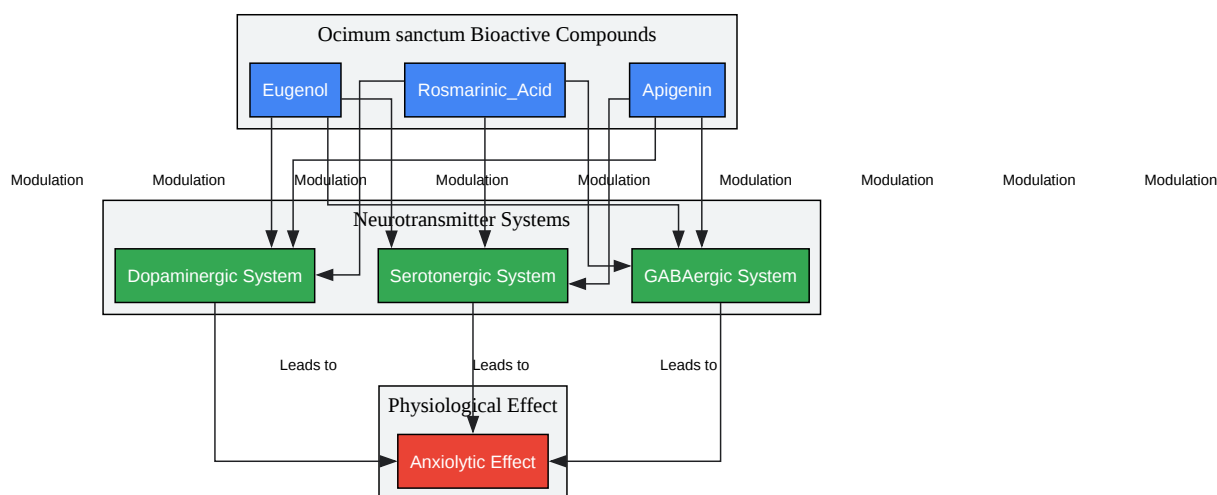 Ocimum sanctum Bioactive Compounds
Eugenol
Rosmarinic_Acid
Apigenin
Modulation
Modulation
Modulation
Modulation
Modulation
Modulation
Modulation
Modulation
Modulation
Neurotransmitter Systems
Dopaminergic System
Serotonergic System
GABAergic System
Leads to
Leads to
Leads to
Physiological Effect
Anxiolytic Effect